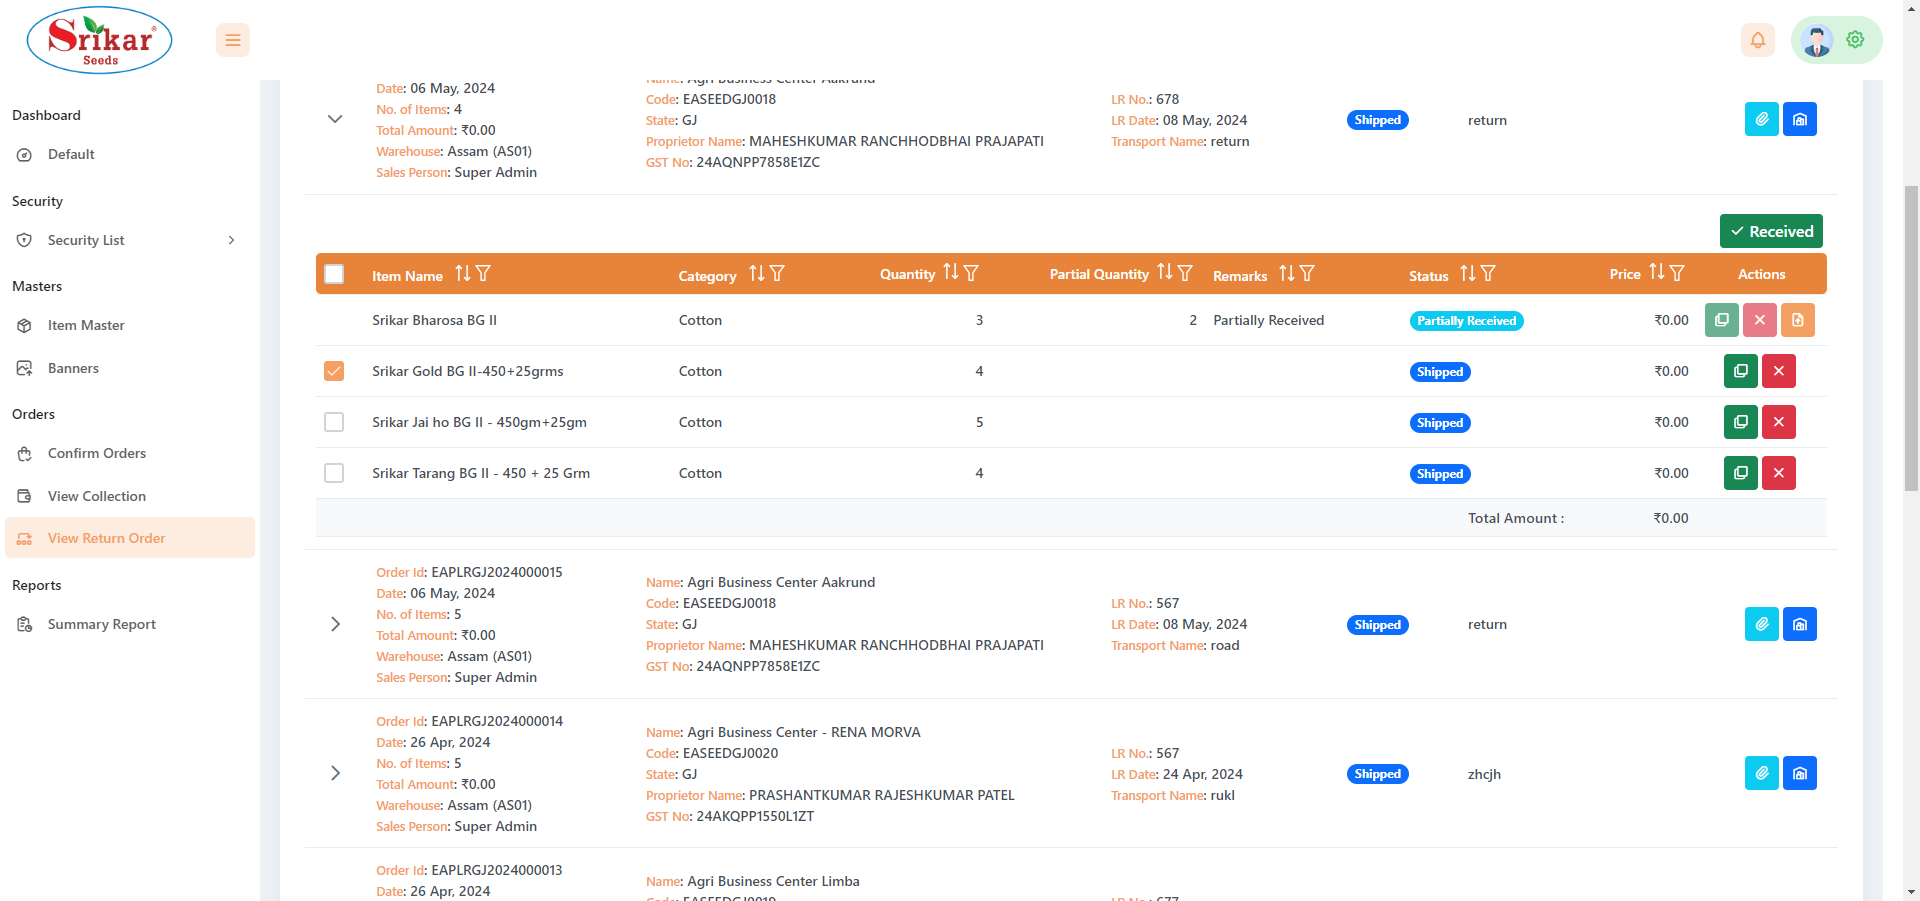 Srikar
Seeds
Dashboard
Default
Security
Security List
Masters
Item Master
Banners
Orders
Confirm Orders
View Collection
View Return Order
Reports
Summary Report
Date: 06 May, 2024
No. of Items: 4
Total Amount: ₹0.00
Warehouse: Assam (AS01)
Sales Person: Super Admin
Name: Agri Business Center Aakrund
Code: EASEEDGJ0018
State: GJ
Proprietor Name: MAHESHKUMAR RANCHHODBHAI PRAJAPATI
GST No: 24AQNPP7858E1ZC
LR No.: 678
LR Date: 08 May, 2024
Transport Name: return
Shipped
return
Received
Item Name Category Quantity Partial Quantity Remarks Status Price Actions
Srikar Bharosa BG II Cotton 3 2 Partially Received Partially Received ₹0.00
Srikar Gold BG II-450+25grms Cotton 4 Shipped ₹0.00
Srikar Jai ho BG II - 450gm+25gm Cotton 5 Shipped ₹0.00
Srikar Tarang BG II - 450 + 25 Grm Cotton 4 Shipped ₹0.00
Total Amount : ₹0.00
Order Id: EAPLRGJ2024000015
Date: 06 May, 2024
No. of Items: 5
Total Amount: ₹0.00
Warehouse: Assam (AS01)
Sales Person: Super Admin
Name: Agri Business Center Aakrund
Code: EASEEDGJ0018
State: GJ
Proprietor Name: MAHESHKUMAR RANCHHODBHAI PRAJAPATI
GST No: 24AQNPP7858E1ZC
LR No.: 567
LR Date: 08 May, 2024
Transport Name: road
Shipped
return
Order Id: EAPLRGJ2024000014
Date: 26 Apr, 2024
No. of Items: 5
Total Amount: ₹0.00
Warehouse: Assam (AS01)
Sales Person: Super Admin
Name: Agri Business Center - RENA MORVA
Code: EASEEDGJ0020
State: GJ
Proprietor Name: PRASHANTKUMAR RAJESHKUMAR PATEL
GST No: 24AKQPP1550L1ZT
LR No.: 567
LR Date: 24 Apr, 2024
Transport Name: rukl
Shipped
zhcjh
Order Id: EAPLRGJ2024000013
Date: 26 Apr, 2024
Name: Agri Business Center Limba
Code: EASEEDGJ0019
LR No.: 677